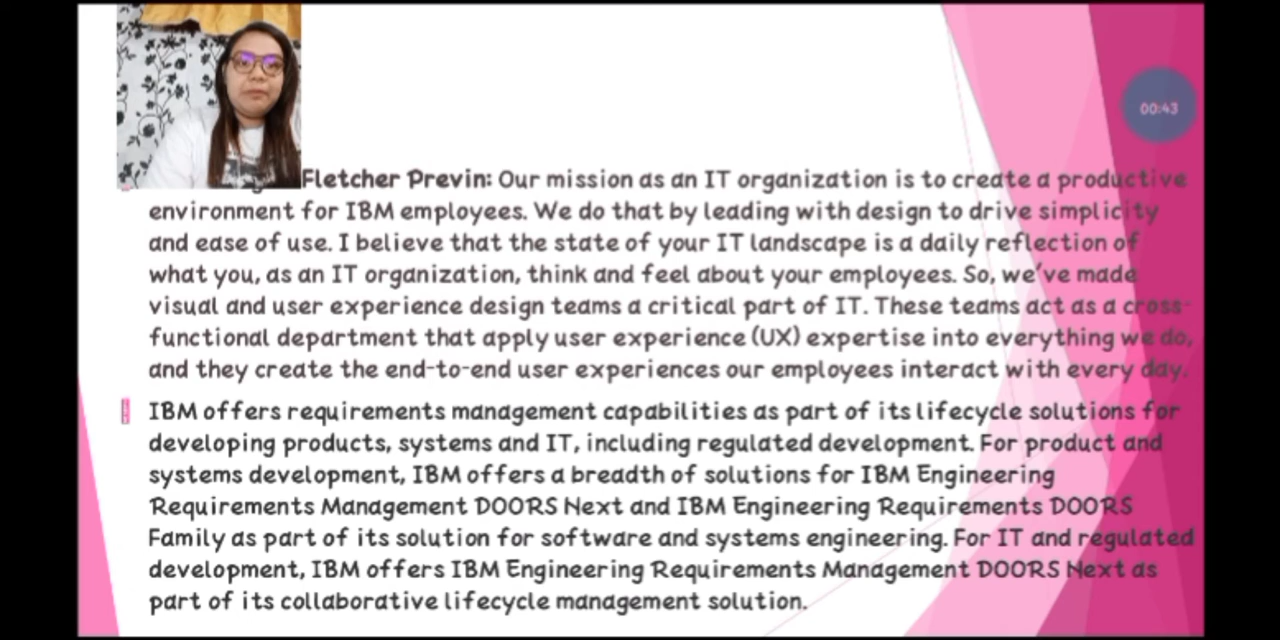 00:43
Fletcher Previn: Our mission as an IT organization is to create a productive
environment for IBM employees. We do that by leading with design to drive simplicity
and ease of use. I believe that the state of your IT landscape is a daily reflection of
what you, as an IT organization, think and feel about your employees. So, we've made
visual and user experience design teams a critical part of IT. These teams act as a cross-
functional department that apply user experience (UX) expertise into everything we do,
and they create the end-to-end user experiences our employees interact with every day.
IBM offers requirements management capabilities as part of its lifecycle solutions for
developing products, systems and IT, including regulated development. For product and
systems development, IBM offers a breadth of solutions for IBM Engineering
Requirements Management DOORS Next and IBM Engineering Requirements DOORS
Family as part of its solution for software and systems engineering. For IT and regulated
development, IBM offers IBM Engineering Requirements Management DOORS Next as
part of its collaborative lifecycle management solution.